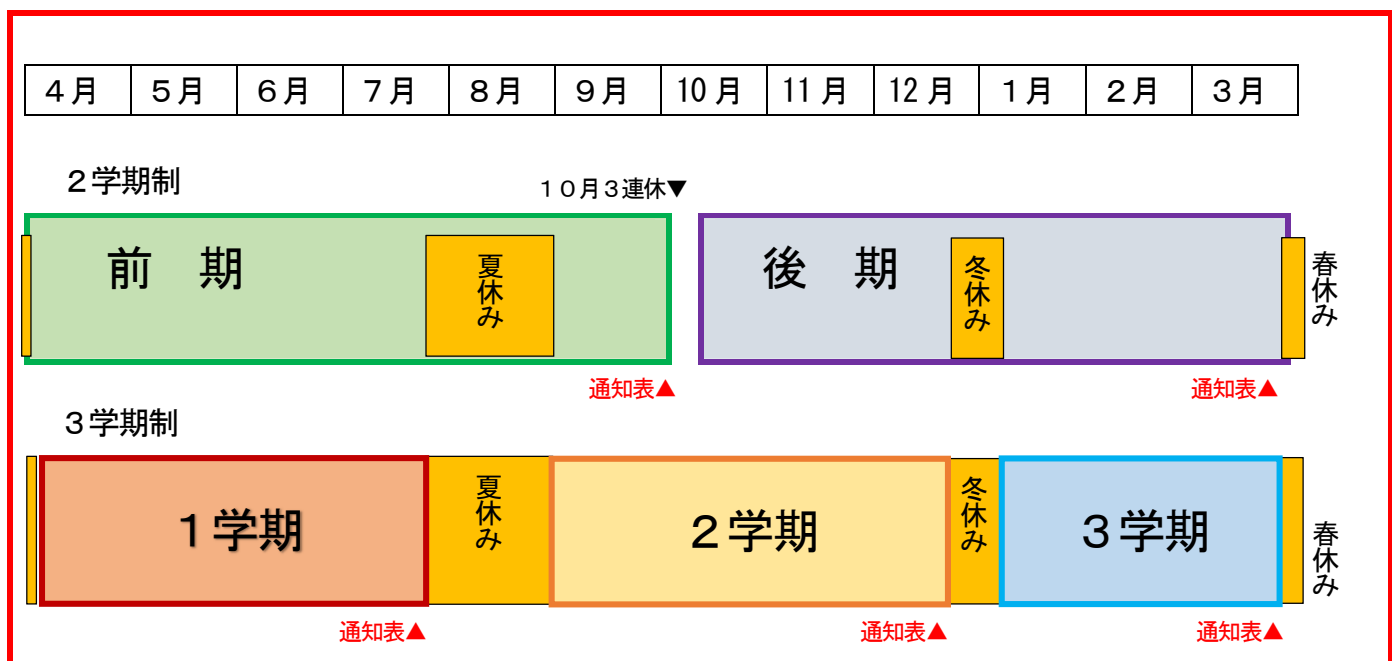 ４月 ５月 ６月 ７月 ８月 ９月 10月 11月 12月 １月 ２月 ３月
２学期制
１０月３連休▼
前　期
夏休み
後　期
冬休み
春休み
通知表▲
通知表▲
３学期制
１学期
夏休み
２学期
冬休み
３学期
春休み
通知表▲
通知表▲
通知表▲